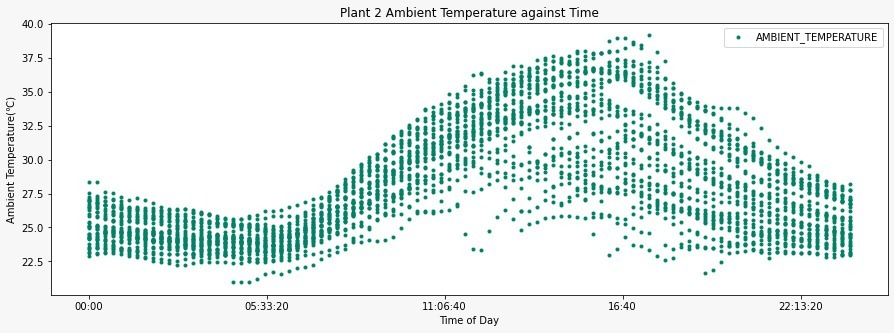 Plant 2 Ambient Temperature against Time
AMBIENT_TEMPERATURE
Ambient Temperature(℃)
40.0
37.5
35.0
32.5
30.0
27.5
25.0
22.5
00:00 05:33:20 11:06:40 16:40 22:13:20
Time of Day